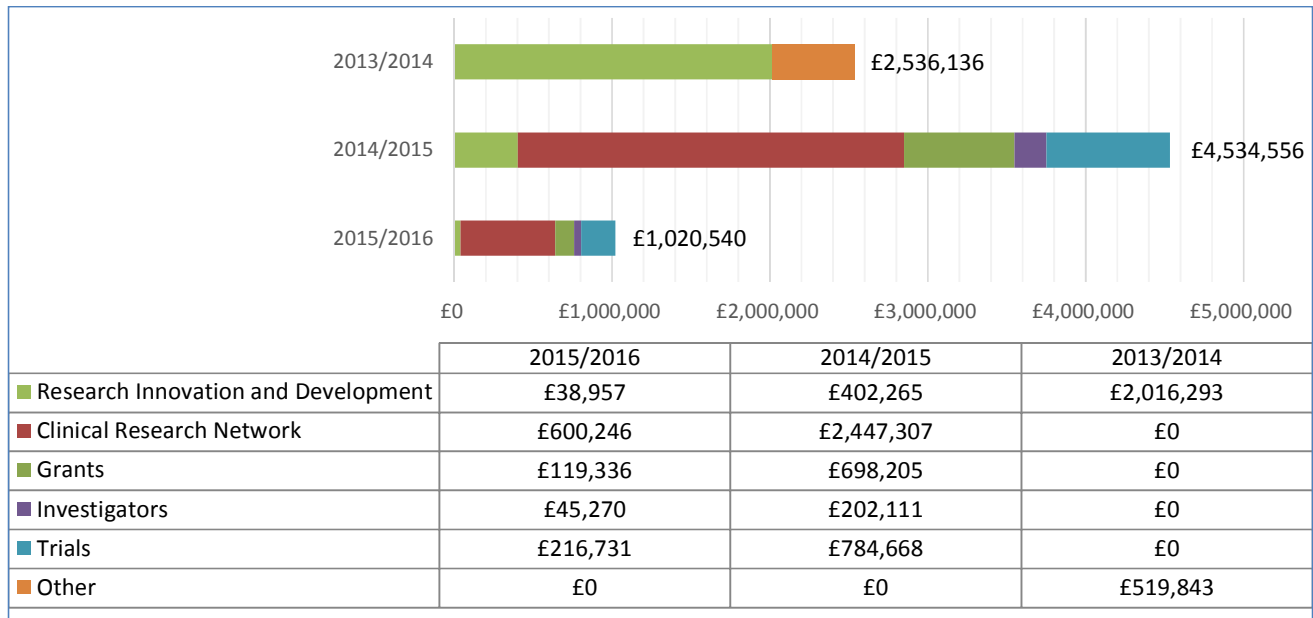 2013/2014 £2,536,136
2014/2015 £4,534,556
2015/2016 £1,020,540
£0 £1,000,000 £2,000,000 £3,000,000 £4,000,000 £5,000,000
2015/2016 2014/2015 2013/2014
Research Innovation and Development £38,957 £402,265 £2,016,293
Clinical Research Network £600,246 £2,447,307 £0
Grants £119,336 £698,205 £0
Investigators £45,270 £202,111 £0
Trials £216,731 £784,668 £0
Other £0 £0 £519,843